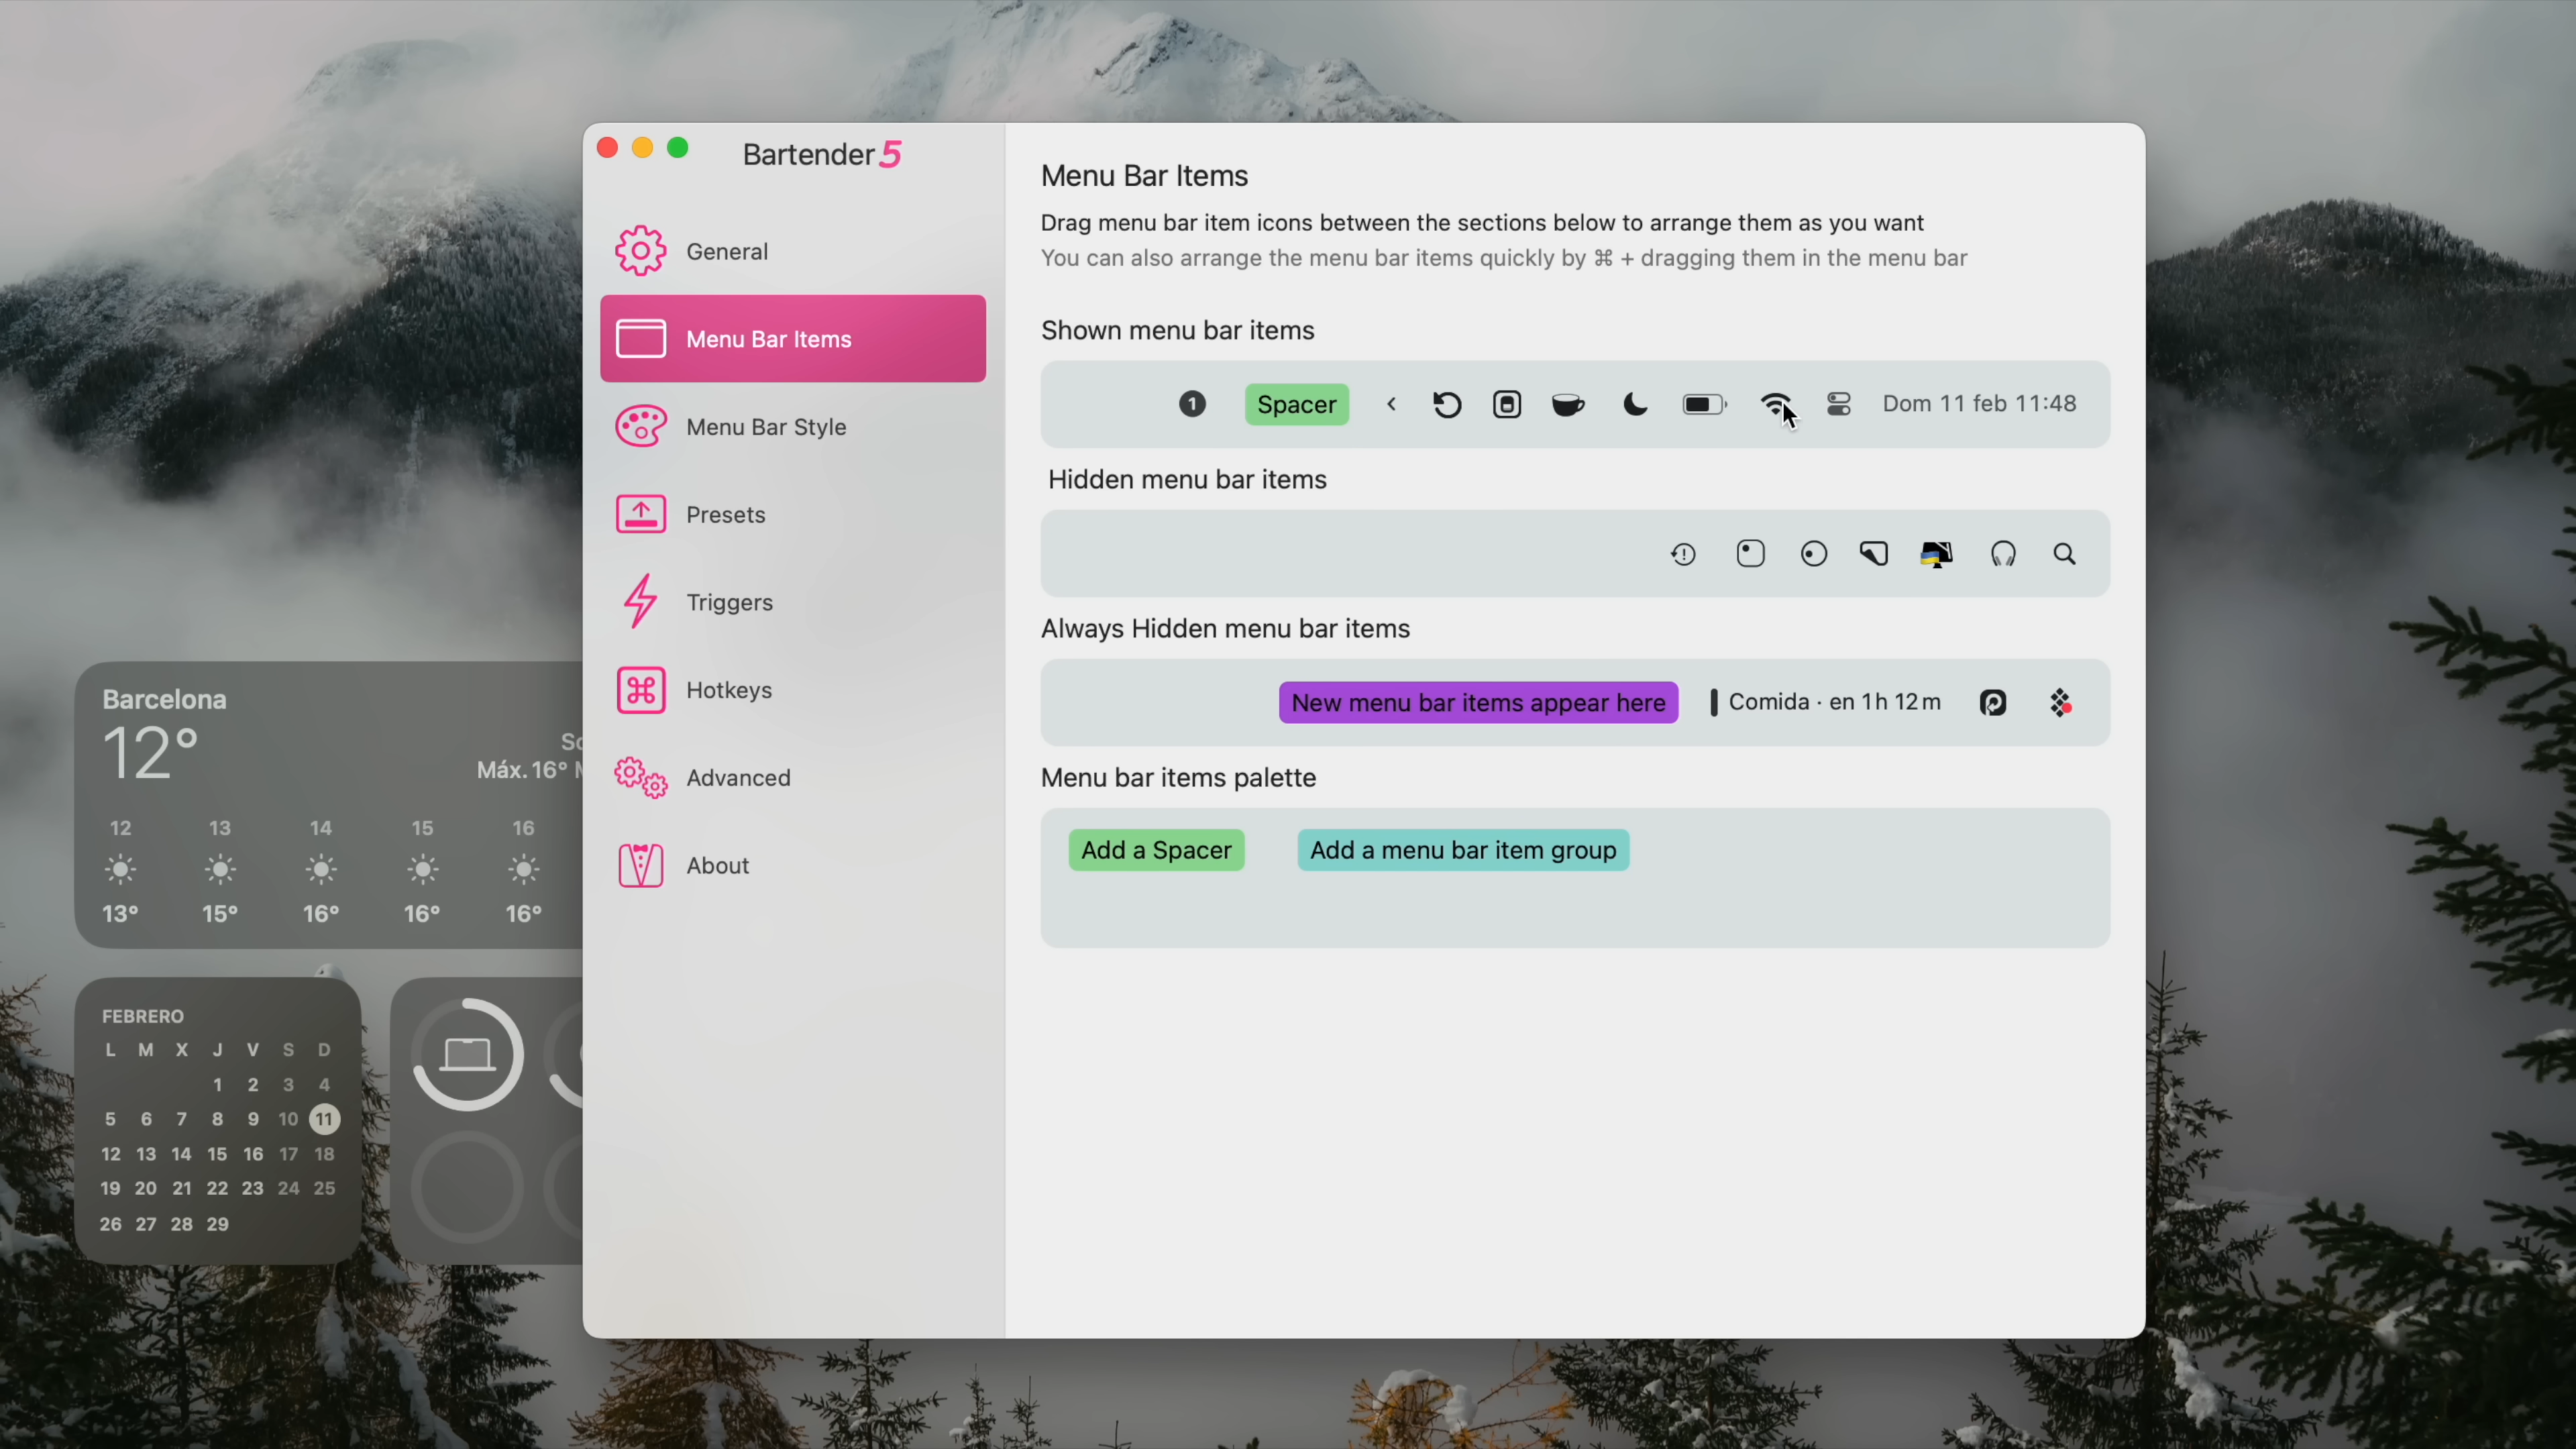 Bartender 5
General
Menu Bar Items
Menu Bar Style
Presets
Triggers
Hotkeys
Advanced
About
Menu Bar Items
Drag menu bar item icons between the sections below to arrange them as you want
You can also arrange the menu bar items quickly by ⌘ + dragging them in the menu bar
Shown menu bar items
1 Spacer Dom 11 feb 11:48
Hidden menu bar items
Always Hidden menu bar items
New menu bar items appear here Comida · en 1h 12m
Menu bar items palette
Add a Spacer Add a menu bar item group
Barcelona
12°
Máx. 16°
12 13 14 15 16
13° 15° 16° 16° 16°
FEBRERO
L M X J V S D
1 2 3 4
5 6 7 8 9 10 11
12 13 14 15 16 17 18
19 20 21 22 23 24 25
26 27 28 29